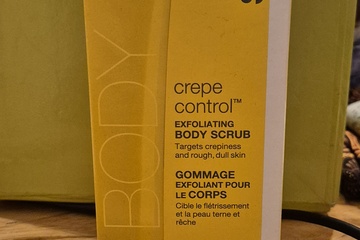 BODY
crepe
control™
EXFOLIATING
BODY SCRUB
Targets crepiness
and rough, dull skin
GOMMAGE
EXFOLIANT POUR
LE CORPS
Cible le flétrissement
et la peau terne et
rêche